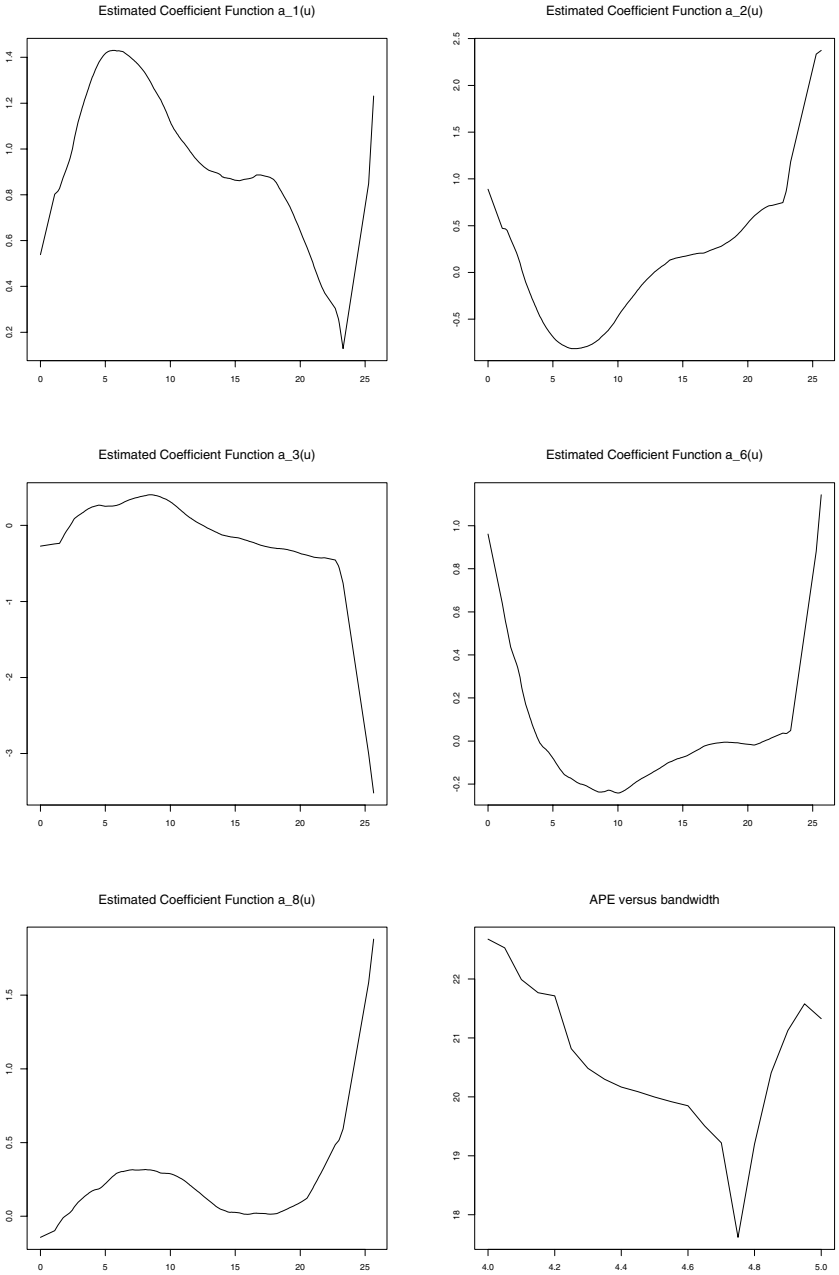 Estimated Coefficient Function a_1(u)
1.4
1.2
1.0
0.8
0.6
0.4
0.2
0 5 10 15 20 25
Estimated Coefficient Function a_2(u)
2.5
2.0
1.5
1.0
0.5
0.0
-0.5
0 5 10 15 20 25
Estimated Coefficient Function a_3(u)
0
-1
-2
-3
0 5 10 15 20 25
Estimated Coefficient Function a_6(u)
1.0
0.8
0.6
0.4
0.2
0.0
-0.2
0 5 10 15 20 25
Estimated Coefficient Function a_8(u)
1.5
1.0
0.5
0.0
0 5 10 15 20 25
APE versus bandwidth
22
21
20
19
18
4.0 4.2 4.4 4.6 4.8 5.0